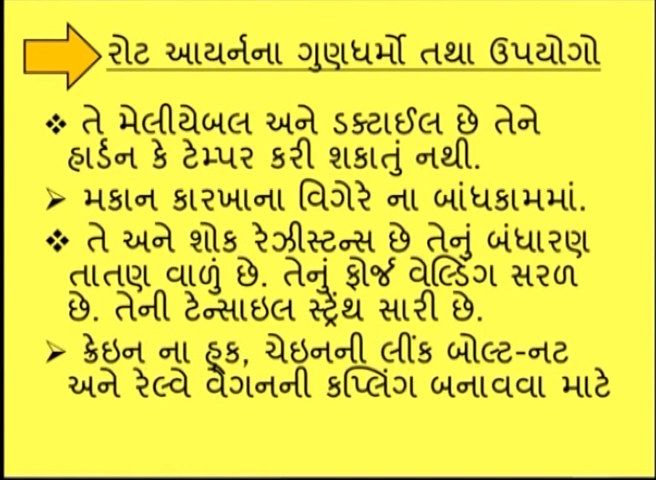 રોટ આયર્નના ગુણધર્મો તથા ઉપયોગો
❖ તે મેલીયેબલ અને ડક્ટાઈલ છે તેને
હાર્ડન કે ટેમ્પર કરી શકાતું નથી.
➢ મકાન કારખાના વિગેરે ના બાંધકામમાં.
❖ તે અને શોક રેઝીસ્ટન્સ છે તેનું બંધારણ
તાતણ વાળું છે. તેનું ફોર્જ વેલ્ડિંગ સરળ
છે. તેની ટેન્સાઇલ સ્ટ્રેંથ સારી છે.
➢ ક્રેઇન ના હૂક, ચેઇનની લીંક બોલ્ટ-નટ
અને રેલ્વે વેગનની કપ્લિંગ બનાવવા માટે